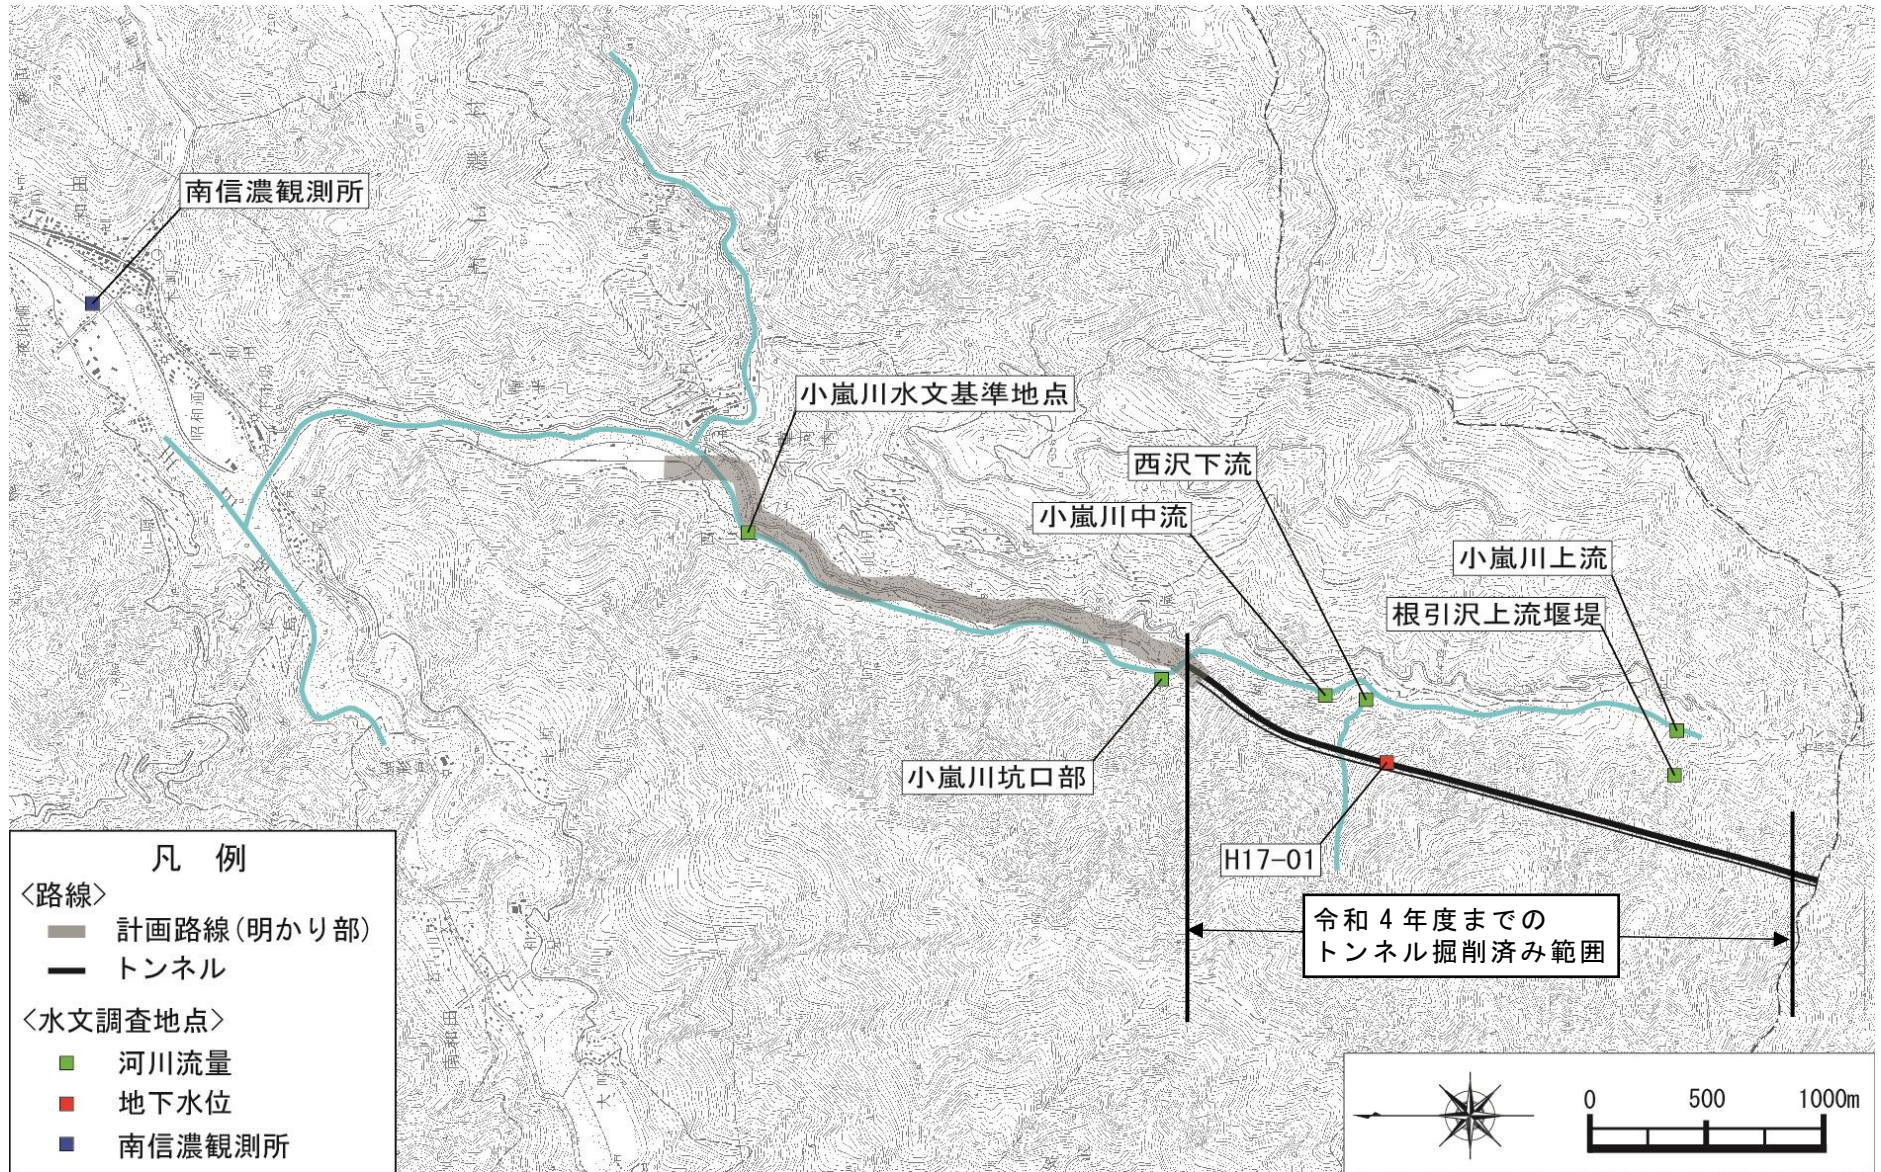 南信濃観測所
小嵐川水文基準地点
西沢下流
小嵐川中流
小嵐川上流
根引沢上流堰堤
小嵐川坑口部
H17-01
令和４年度までの
トンネル掘削済み範囲
凡 例
<路線>
計画路線(明かり部)
トンネル
<水文調査地点>
河川流量
地下水位
南信濃観測所
0 500 1000m